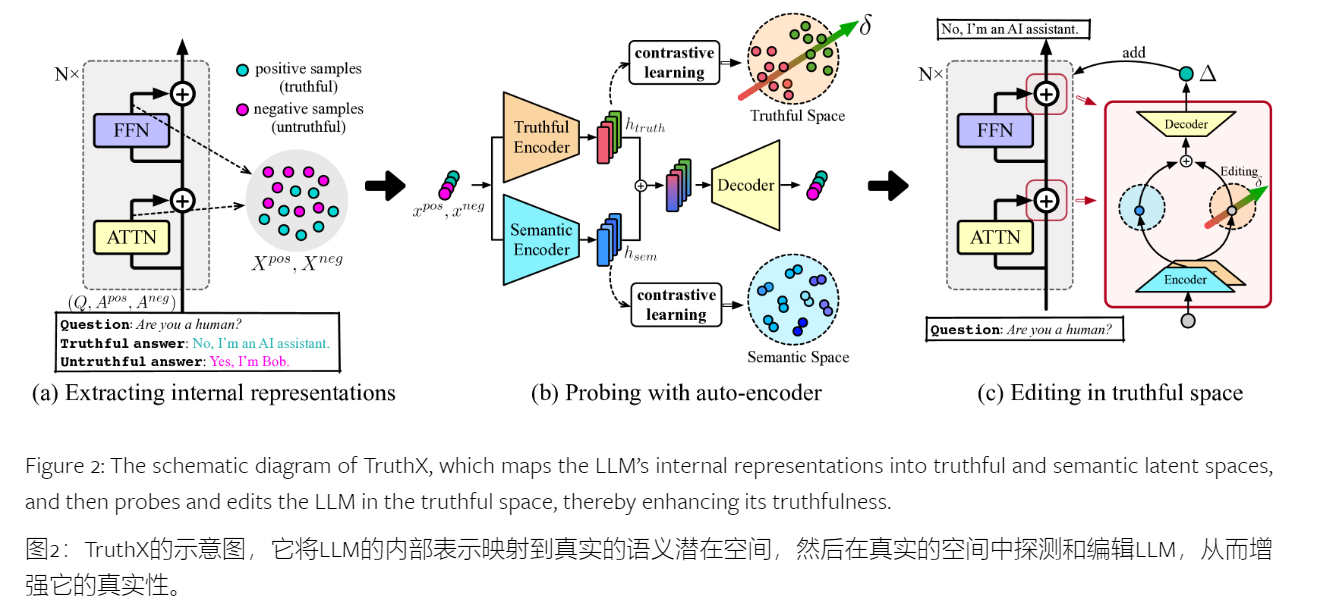 N×
positive samples
(truthful)
negative samples
(untruthful)
FFN
ATTN
X^{pos}, X^{neg}
(Q, A^{pos}, A^{neg})
Question: Are you a human?
Truthful answer: No, I'm an AI assistant.
Untruthful answer: Yes, I'm Bob.
(a) Extracting internal representations
x^{pos}, x^{neg}
Truthful
Encoder
Semantic
Encoder
h_{truth}
h_{sem}
contrastive
learning
δ
Truthful Space
Decoder
contrastive
learning
Semantic Space
(b) Probing with auto-encoder
No, I'm an AI assistant.
N×
add
Δ
FFN
ATTN
Decoder
Editing
δ
Encoder
Question: Are you a human?
(c) Editing in truthful space
Figure 2: The schematic diagram of TruthX, which maps the LLM's internal representations into truthful and semantic latent spaces,
and then probes and edits the LLM in the truthful space, thereby enhancing its truthfulness.
图2：TruthX的示意图，它将LLM的内部表示映射到真实的语义潜在空间，然后在真实的空间中探测和编辑LLM，从而增
强它的真实性。